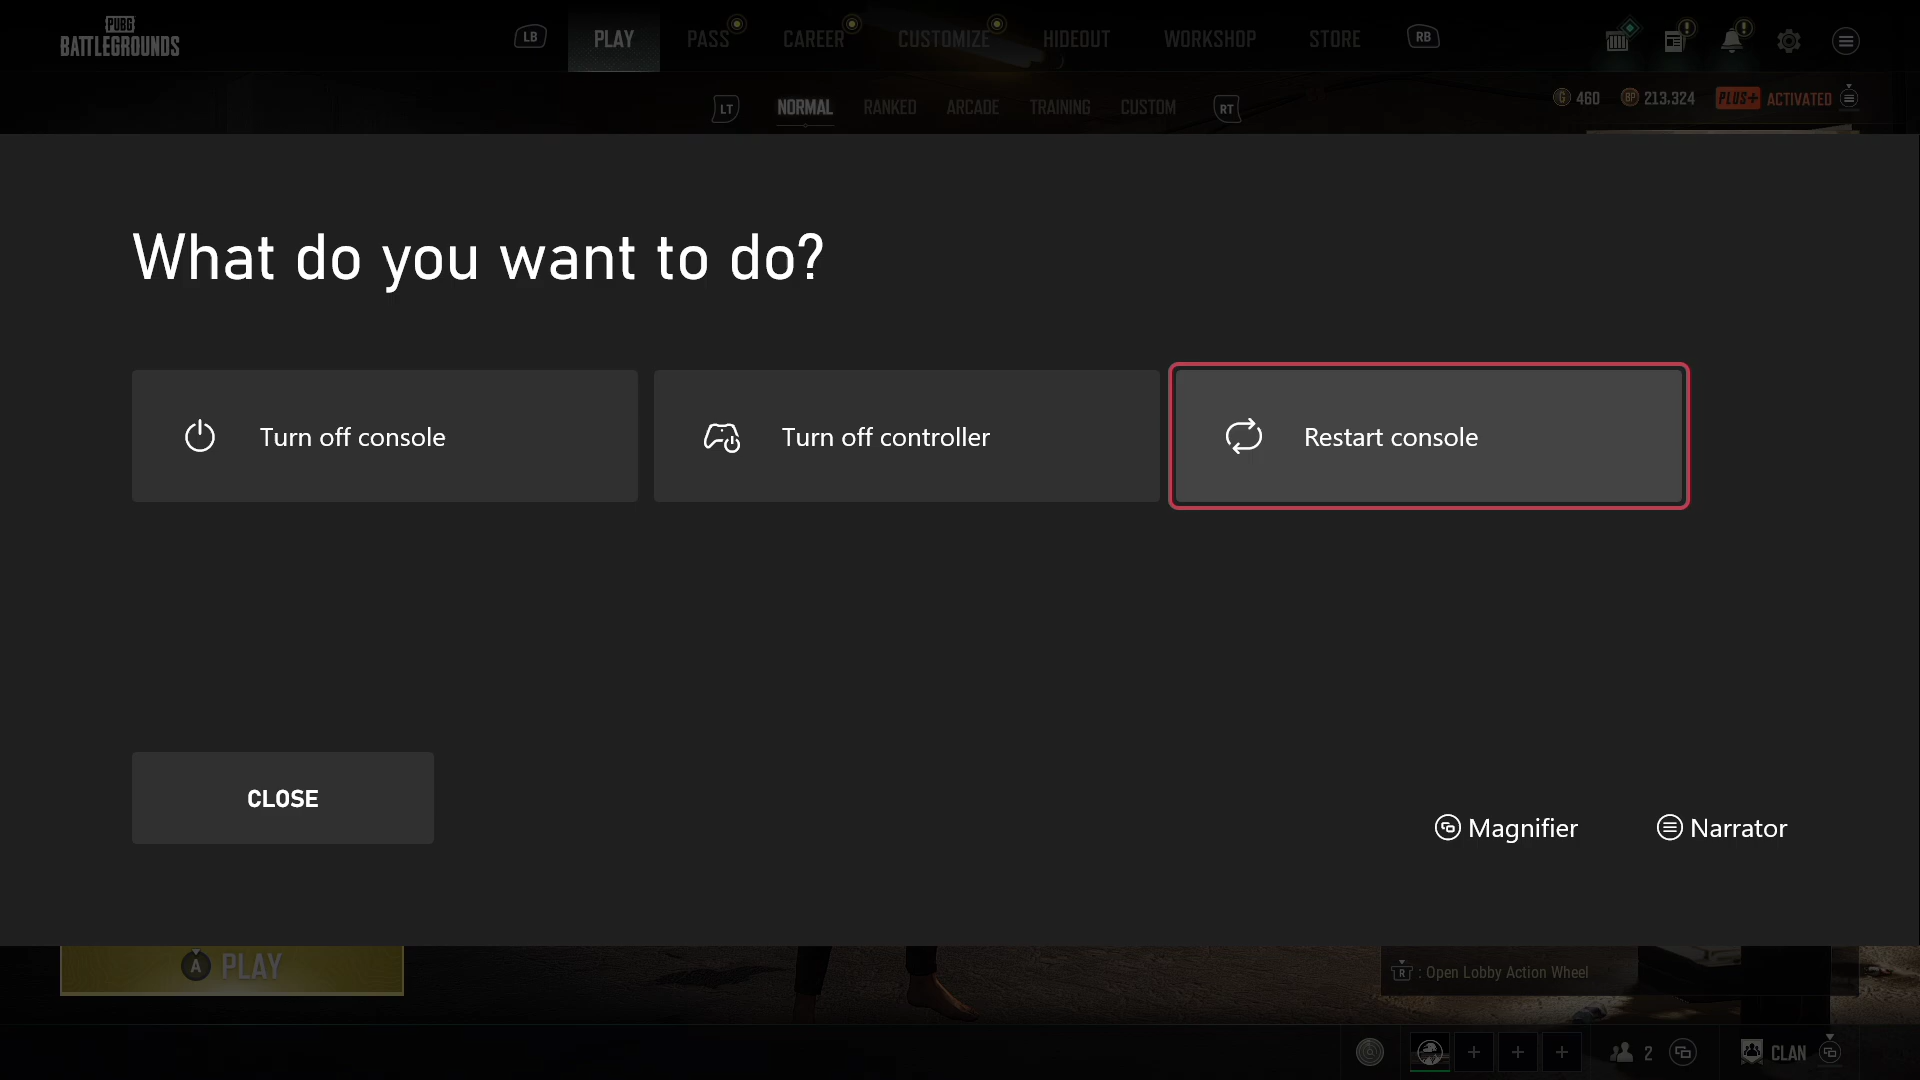 PUBG
BATTLEGROUNDS
LB
PLAY
PASS
CAREER
CUSTOMIZE
HIDEOUT
WORKSHOP
STORE
RB
LT
NORMAL
RANKED
ARCADE
TRAINING
CUSTOM
RT
G 460
BP 213,324
PLUS+ ACTIVATED
What do you want to do?
Turn off console
Turn off controller
Restart console
CLOSE
Magnifier
Narrator
A PLAY
R : Open Lobby Action Wheel
2
CLAN